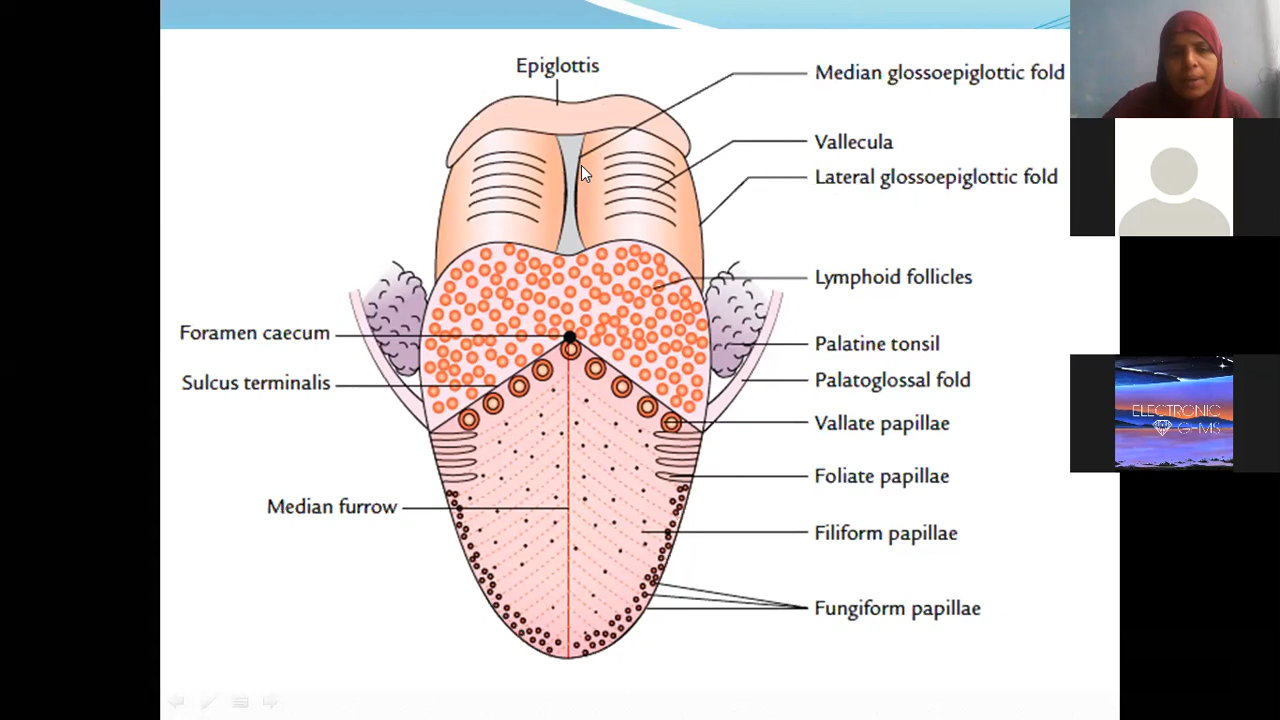 Epiglottis
Median glossoepiglottic fold
Vallecula
Lateral glossoepiglottic fold
Lymphoid follicles
Foramen caecum
Palatine tonsil
Sulcus terminalis
Palatoglossal fold
Vallate papillae
Foliate papillae
Median furrow
Filiform papillae
Fungiform papillae
ELECTRONIC
GEMS